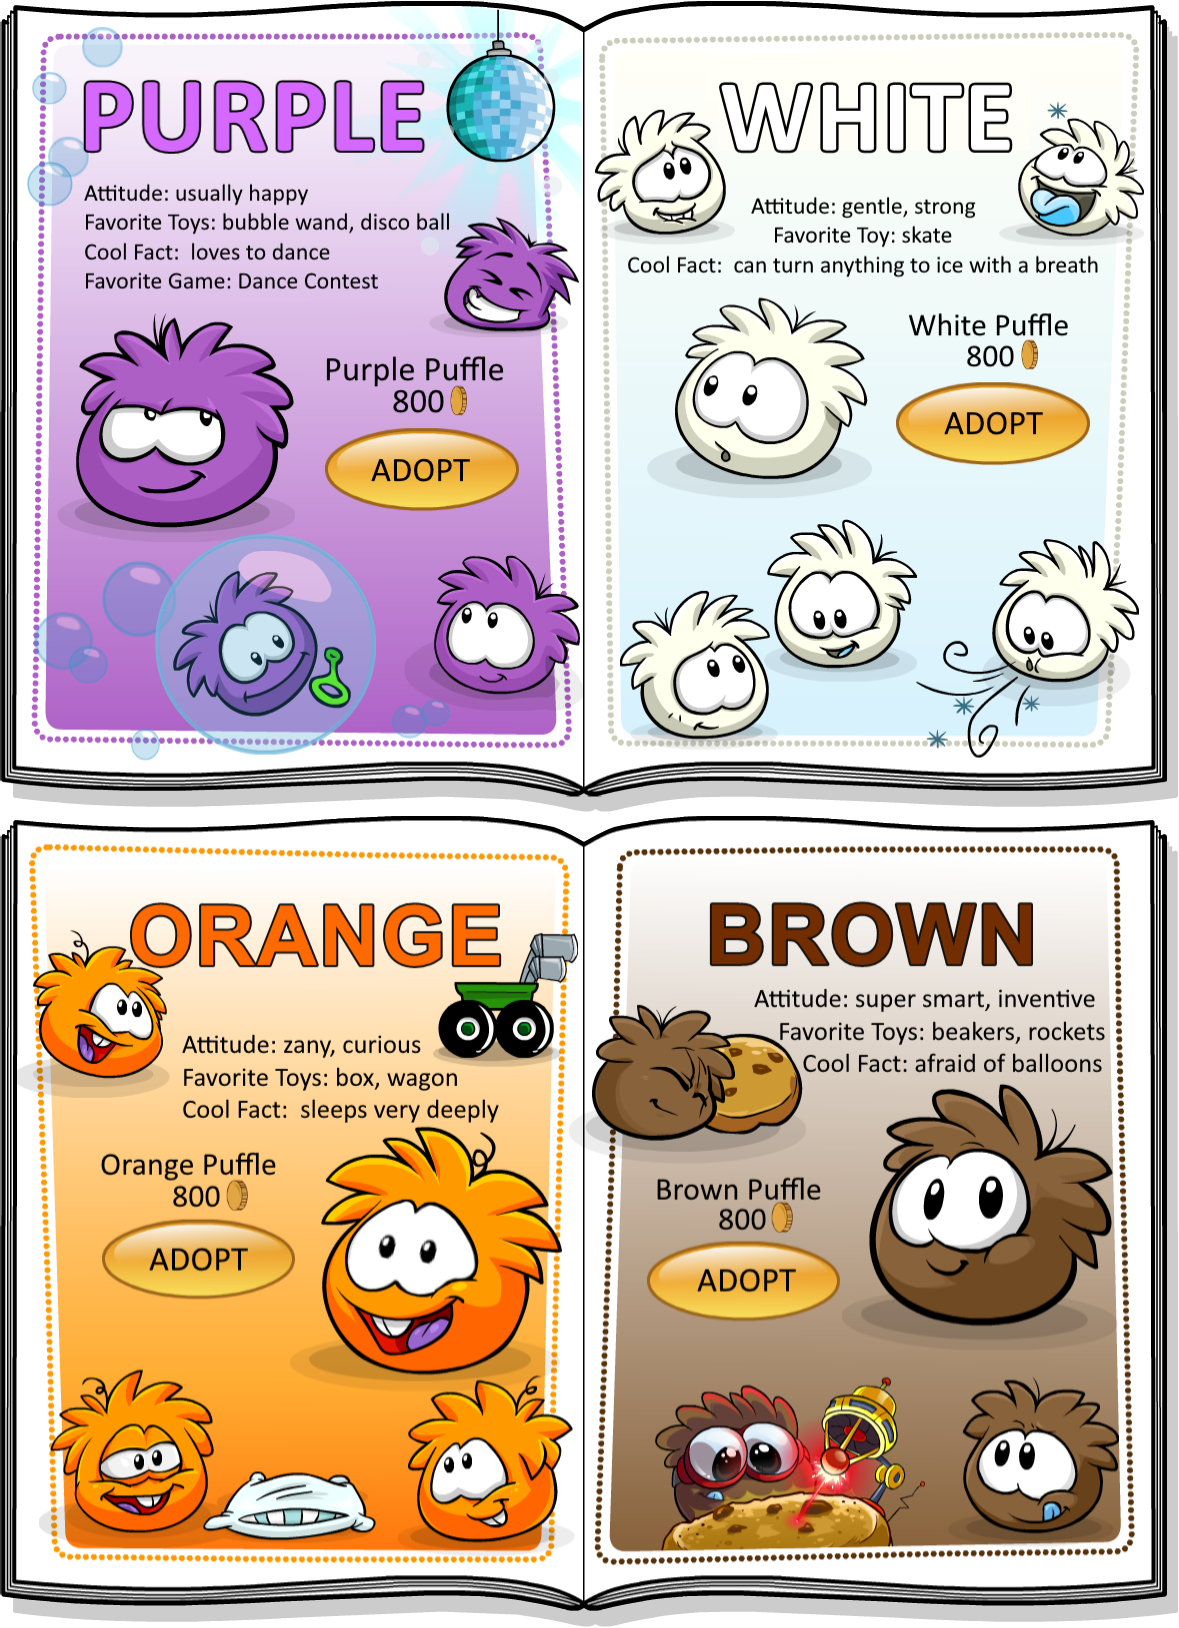 PURPLE
Attitude: usually happy
Favorite Toys: bubble wand, disco ball
Cool Fact: loves to dance
Favorite Game: Dance Contest
Purple Puffle
800
ADOPT
WHITE
Attitude: gentle, strong
Favorite Toy: skate
Cool Fact: can turn anything to ice with a breath
White Puffle
800
ADOPT
ORANGE
Attitude: zany, curious
Favorite Toys: box, wagon
Cool Fact: sleeps very deeply
Orange Puffle
800
ADOPT
BROWN
Attitude: super smart, inventive
Favorite Toys: beakers, rockets
Cool Fact: afraid of balloons
Brown Puffle
800
ADOPT